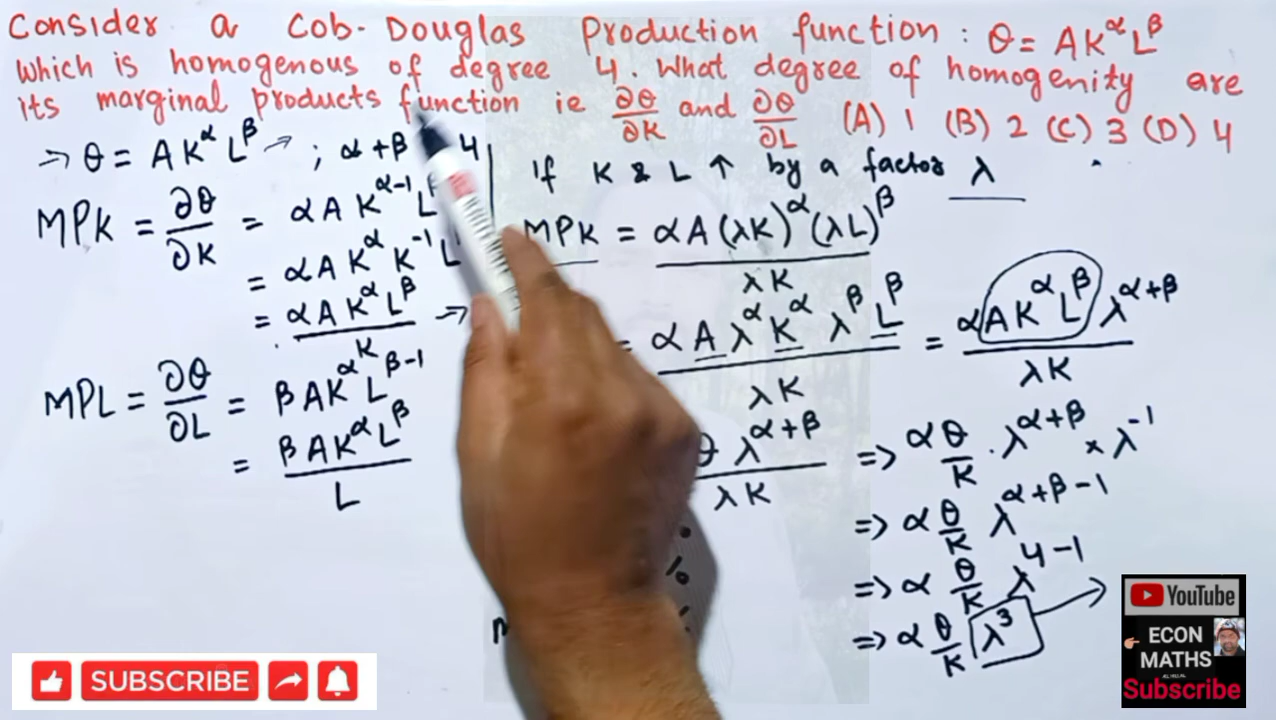 Consider a Cob-Douglas Production function : θ = AK^α L^β
which is homogenous of degree 4. What degree of homogenity are
its marginal products function ie ∂θ/∂K and ∂θ/∂L (A) 1 (B) 2 (C) 3 (D) 4
→ θ = AK^α L^β → ; α+β 4
MPK = ∂θ/∂K = αAK^(α-1) L
= αAK^α K^(-1) L
= αAK^α L^β / K →
MPL = ∂θ/∂L = βAK^α L^(β-1)
= βAK^α L^β / L
If K & L ↑ by a factor λ
MPK = αA(λK)^α (λL)^β / λK
= αAλ^α K^α λ^β L^β / λK = αAK^α L^β λ^(α+β) / λK
θ λ^(α+β) / λK => αθ/K · λ^(α+β) × λ^(-1)
=> α θ/K λ^(α+β-1)
=> α θ/K λ^(4-1)
=> α θ/K λ^3 →
SUBSCRIBE
YouTube
ECON
MATHS
Subscribe